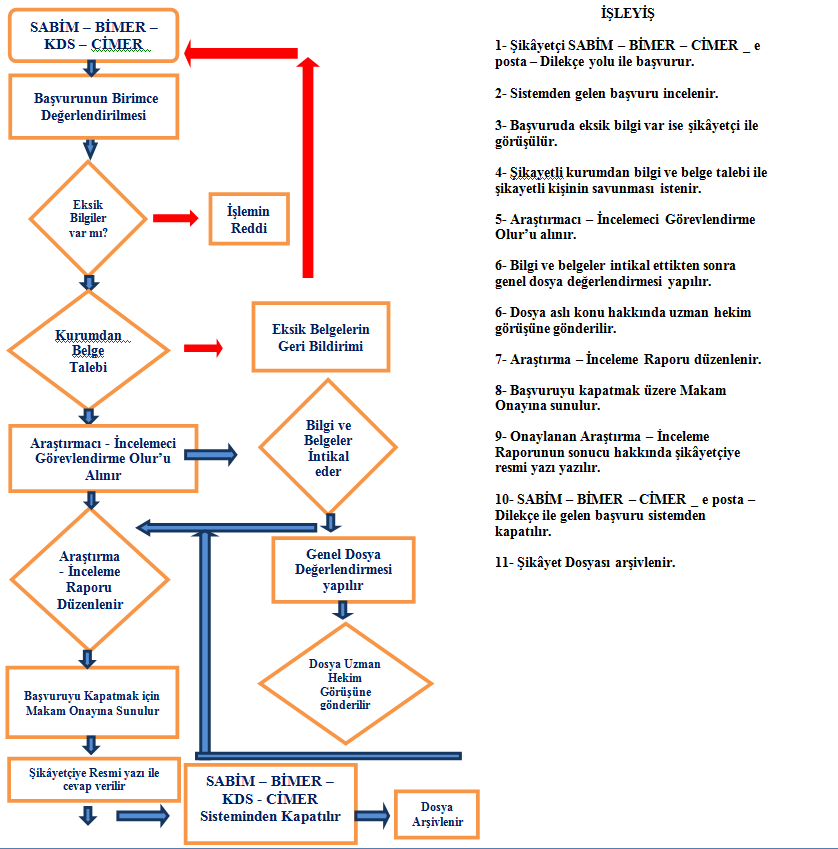 SABİM – BİMER –
KDS – CİMER
Başvurunun Birimce
Değerlendirilmesi
Eksik
Bilgiler
var mı?
İşlemin
Reddi
Kurumdan
Belge
Talebi
Eksik Belgelerin
Geri Bildirimi
Araştırmacı - İncelemeci
Görevlendirme Olur’u
Alınır
Bilgi ve
Belgeler
İntikal
eder
Araştırma
- İnceleme
Raporu
Düzenlenir
Genel Dosya
Değerlendirmesi
yapılır
Dosya Uzman
Hekim
Görüşüne
gönderilir
Başvuruyu Kapatmak için
Makam Onayına Sunulur
Şikâyetçiye Resmi yazı ile
cevap verilir
SABİM – BİMER –
KDS - CİMER
Sisteminden Kapatılır
Dosya
Arşivlenir
İŞLEYİŞ
1- Şikâyetçi SABİM – BİMER – CİMER _ e
posta – Dilekçe yolu ile başvurur.
2- Sistemden gelen başvuru incelenir.
3- Başvuruda eksik bilgi var ise şikâyetçi ile
görüşülür.
4- Şikayetli kurumdan bilgi ve belge talebi ile
şikayetli kişinin savunması istenir.
5- Araştırmacı – İncelemeci Görevlendirme
Olur’u alınır.
6- Bilgi ve belgeler intikal ettikten sonra
genel dosya değerlendirmesi yapılır.
6- Dosya aslı konu hakkında uzman hekim
görüşüne gönderilir.
7- Araştırma – İnceleme Raporu düzenlenir.
8- Başvuruyu kapatmak üzere Makam
Onayına sunulur.
9- Onaylanan Araştırma – İnceleme
Raporunun sonucu hakkında şikâyetçiye
resmi yazı yazılır.
10- SABİM – BİMER – CİMER _ e posta –
Dilekçe ile gelen başvuru sistemden
kapatılır.
11- Şikâyet Dosyası arşivlenir.